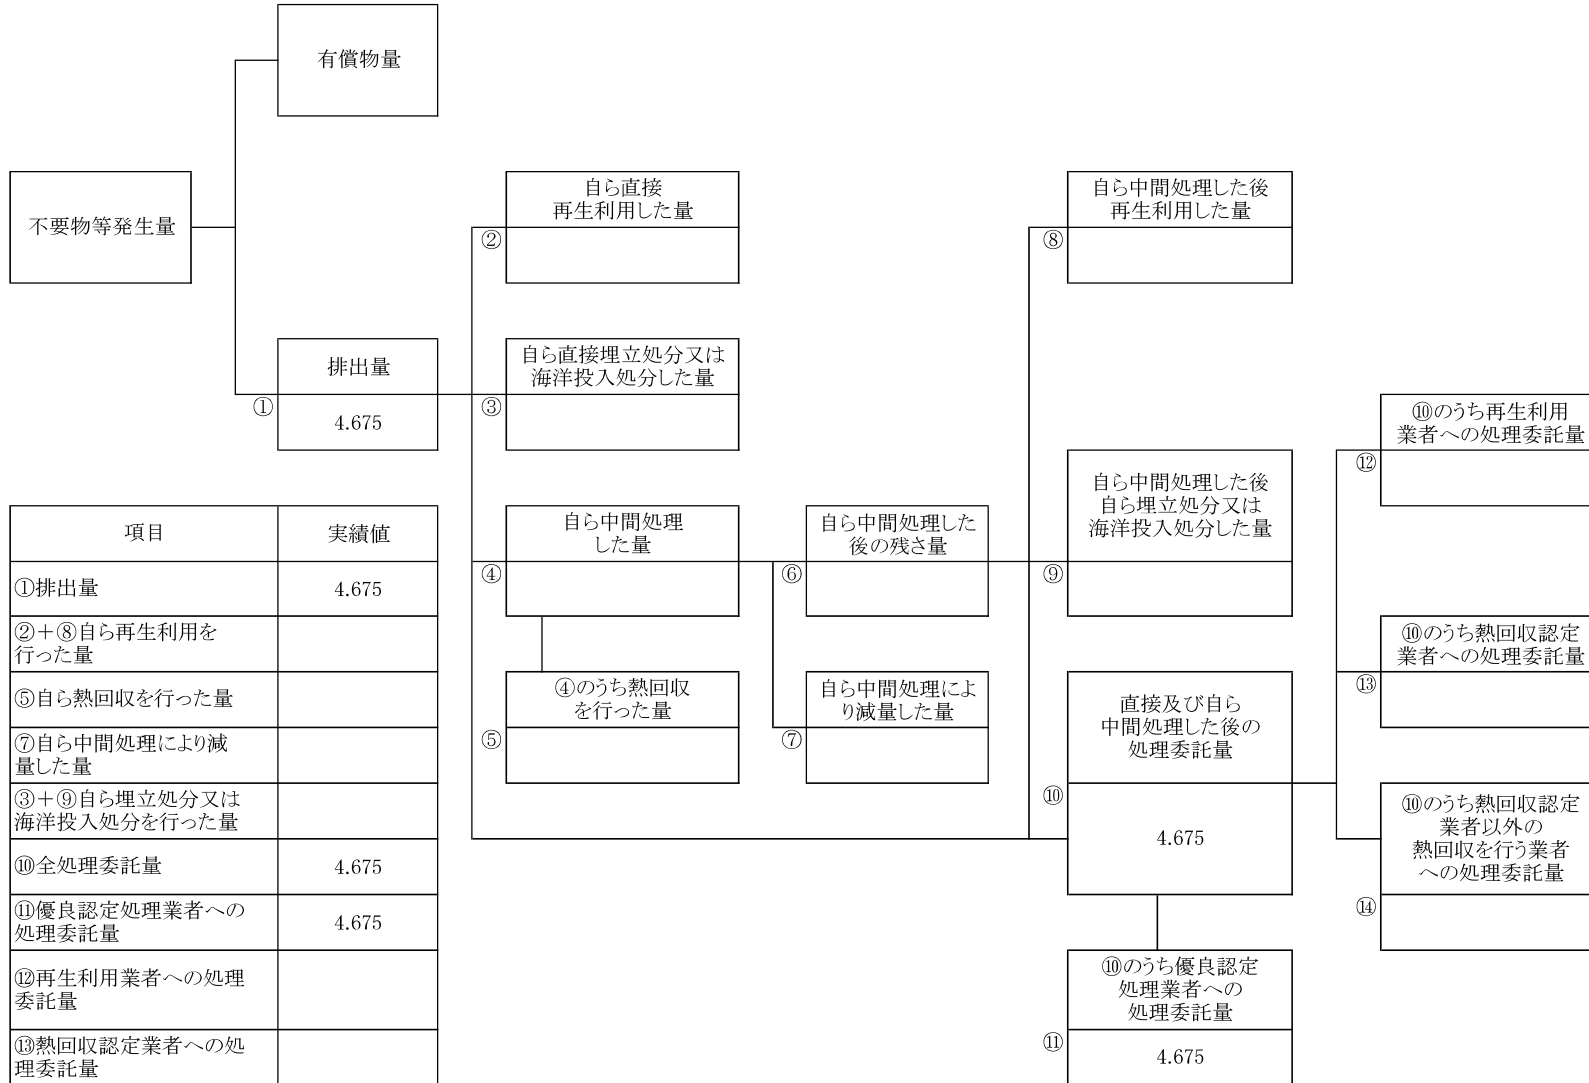 有償物量
不要物等発生量
自ら直接
再生利用した量
②
自ら中間処理した後
再生利用した量
⑧
排出量
①
4.675
自ら直接埋立処分又は
海洋投入処分した量
③
⑩のうち再生利用
業者への処理委託量
⑫
自ら中間処理した後
自ら埋立処分又は
海洋投入処分した量
⑨
自ら中間処理
した量
④
自ら中間処理した
後の残さ量
⑥
⑩のうち熱回収認定
業者への処理委託量
⑬
④のうち熱回収
を行った量
⑤
自ら中間処理によ
り減量した量
⑦
直接及び自ら
中間処理した後の
処理委託量
⑩
4.675
⑩のうち熱回収認定
業者以外の
熱回収を行う業者
への処理委託量
⑭
⑩のうち優良認定
処理業者への
処理委託量
⑪
4.675
項目 実績値
①排出量 4.675
②+⑧自ら再生利用を
行った量
⑤自ら熱回収を行った量
⑦自ら中間処理により減
量した量
③+⑨自ら埋立処分又は
海洋投入処分を行った量
⑩全処理委託量 4.675
⑪優良認定処理業者への
処理委託量 4.675
⑫再生利用業者への処理
委託量
⑬熱回収認定業者への処
理委託量